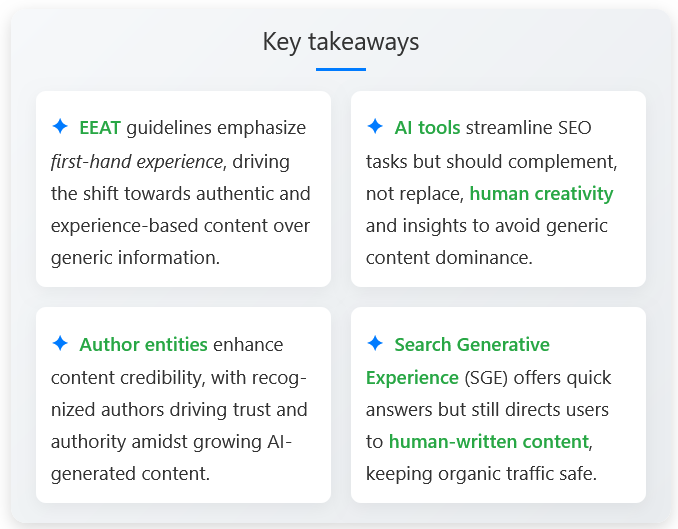 Key takeaways
EEAT guidelines emphasize
first-hand experience, driving
the shift towards authentic and
experience-based content over
generic information.
AI tools streamline SEO
tasks but should complement,
not replace, human creativity
and insights to avoid generic
content dominance.
Author entities enhance
content credibility, with recog-
nized authors driving trust and
authority amidst growing AI-
generated content.
Search Generative
Experience (SGE) offers quick
answers but still directs users
to human-written content,
keeping organic traffic safe.